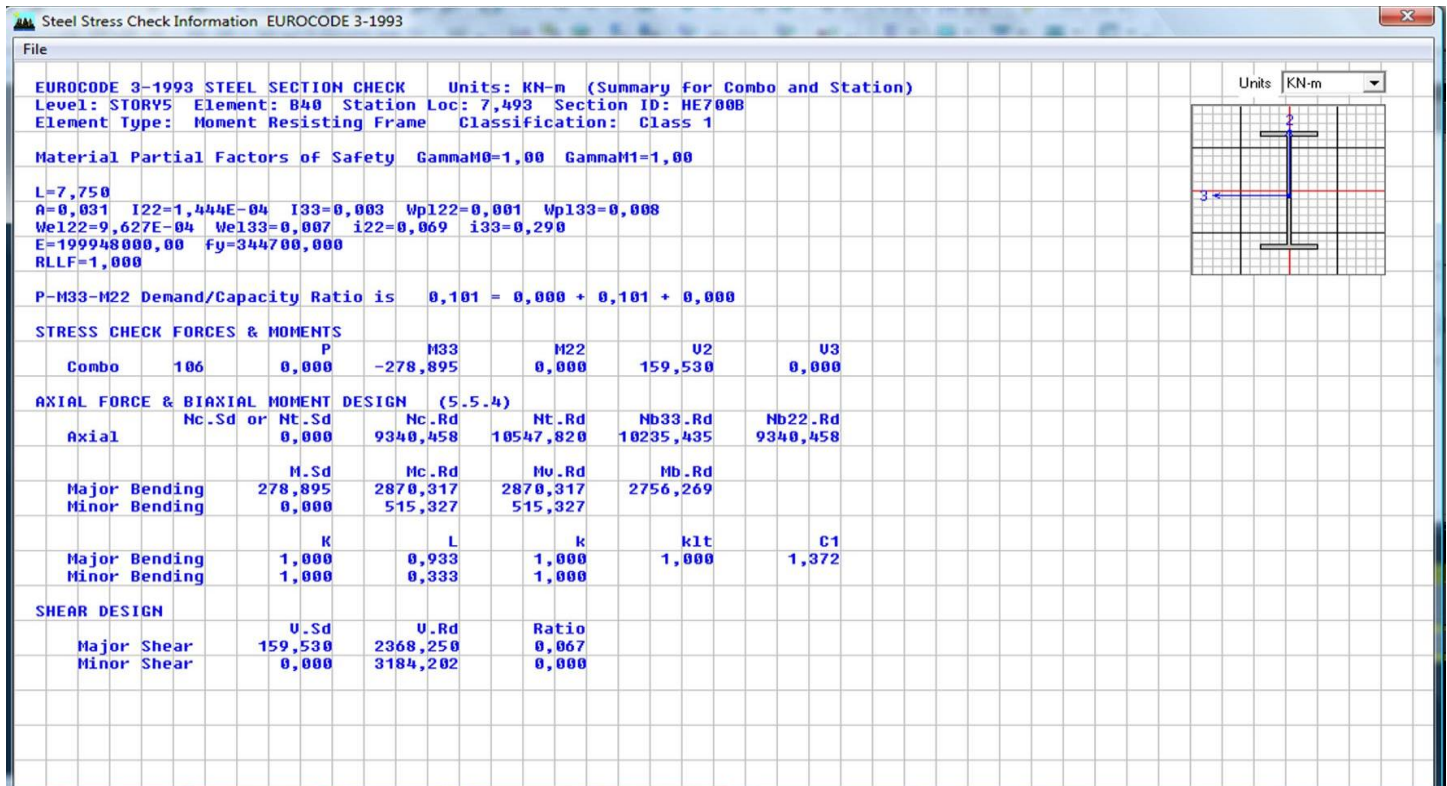 Steel Stress Check Information EUROCODE 3-1993
File
EUROCODE 3-1993 STEEL SECTION CHECK Units: KN-m (Summary for Combo and Station)
Units KN-m
Level: STORY5 Element: B40 Station Loc: 7,493 Section ID: HE700B
Element Type: Moment Resisting Frame Classification: Class 1
2
3
Material Partial Factors of Safety GammaM0=1,00 GammaM1=1,00
L=7,750
A=0,031 I22=1,444E-04 I33=0,003 Wpl22=0,001 Wpl33=0,008
Wel22=9,627E-04 Wel33=0,007 i22=0,069 i33=0,290
E=199948000,00 fy=344700,000
RLLF=1,000
P-M33-M22 Demand/Capacity Ratio is 0,101 = 0,000 + 0,101 + 0,000
STRESS CHECK FORCES & MOMENTS
P M33 M22 V2 V3
Combo 106 0,000 -278,895 0,000 159,530 0,000
AXIAL FORCE & BIAXIAL MOMENT DESIGN (5.5.4)
Nc.Sd or Nt.Sd Nc.Rd Nt.Rd Nb33.Rd Nb22.Rd
Axial 0,000 9340,458 10547,820 10235,435 9340,458
M.Sd Mc.Rd Mv.Rd Mb.Rd
Major Bending 278,895 2870,317 2870,317 2756,269
Minor Bending 0,000 515,327 515,327
K L k klt C1
Major Bending 1,000 0,933 1,000 1,000 1,372
Minor Bending 1,000 0,333 1,000
SHEAR DESIGN
V.Sd V.Rd Ratio
Major Shear 159,530 2368,250 0,067
Minor Shear 0,000 3184,202 0,000